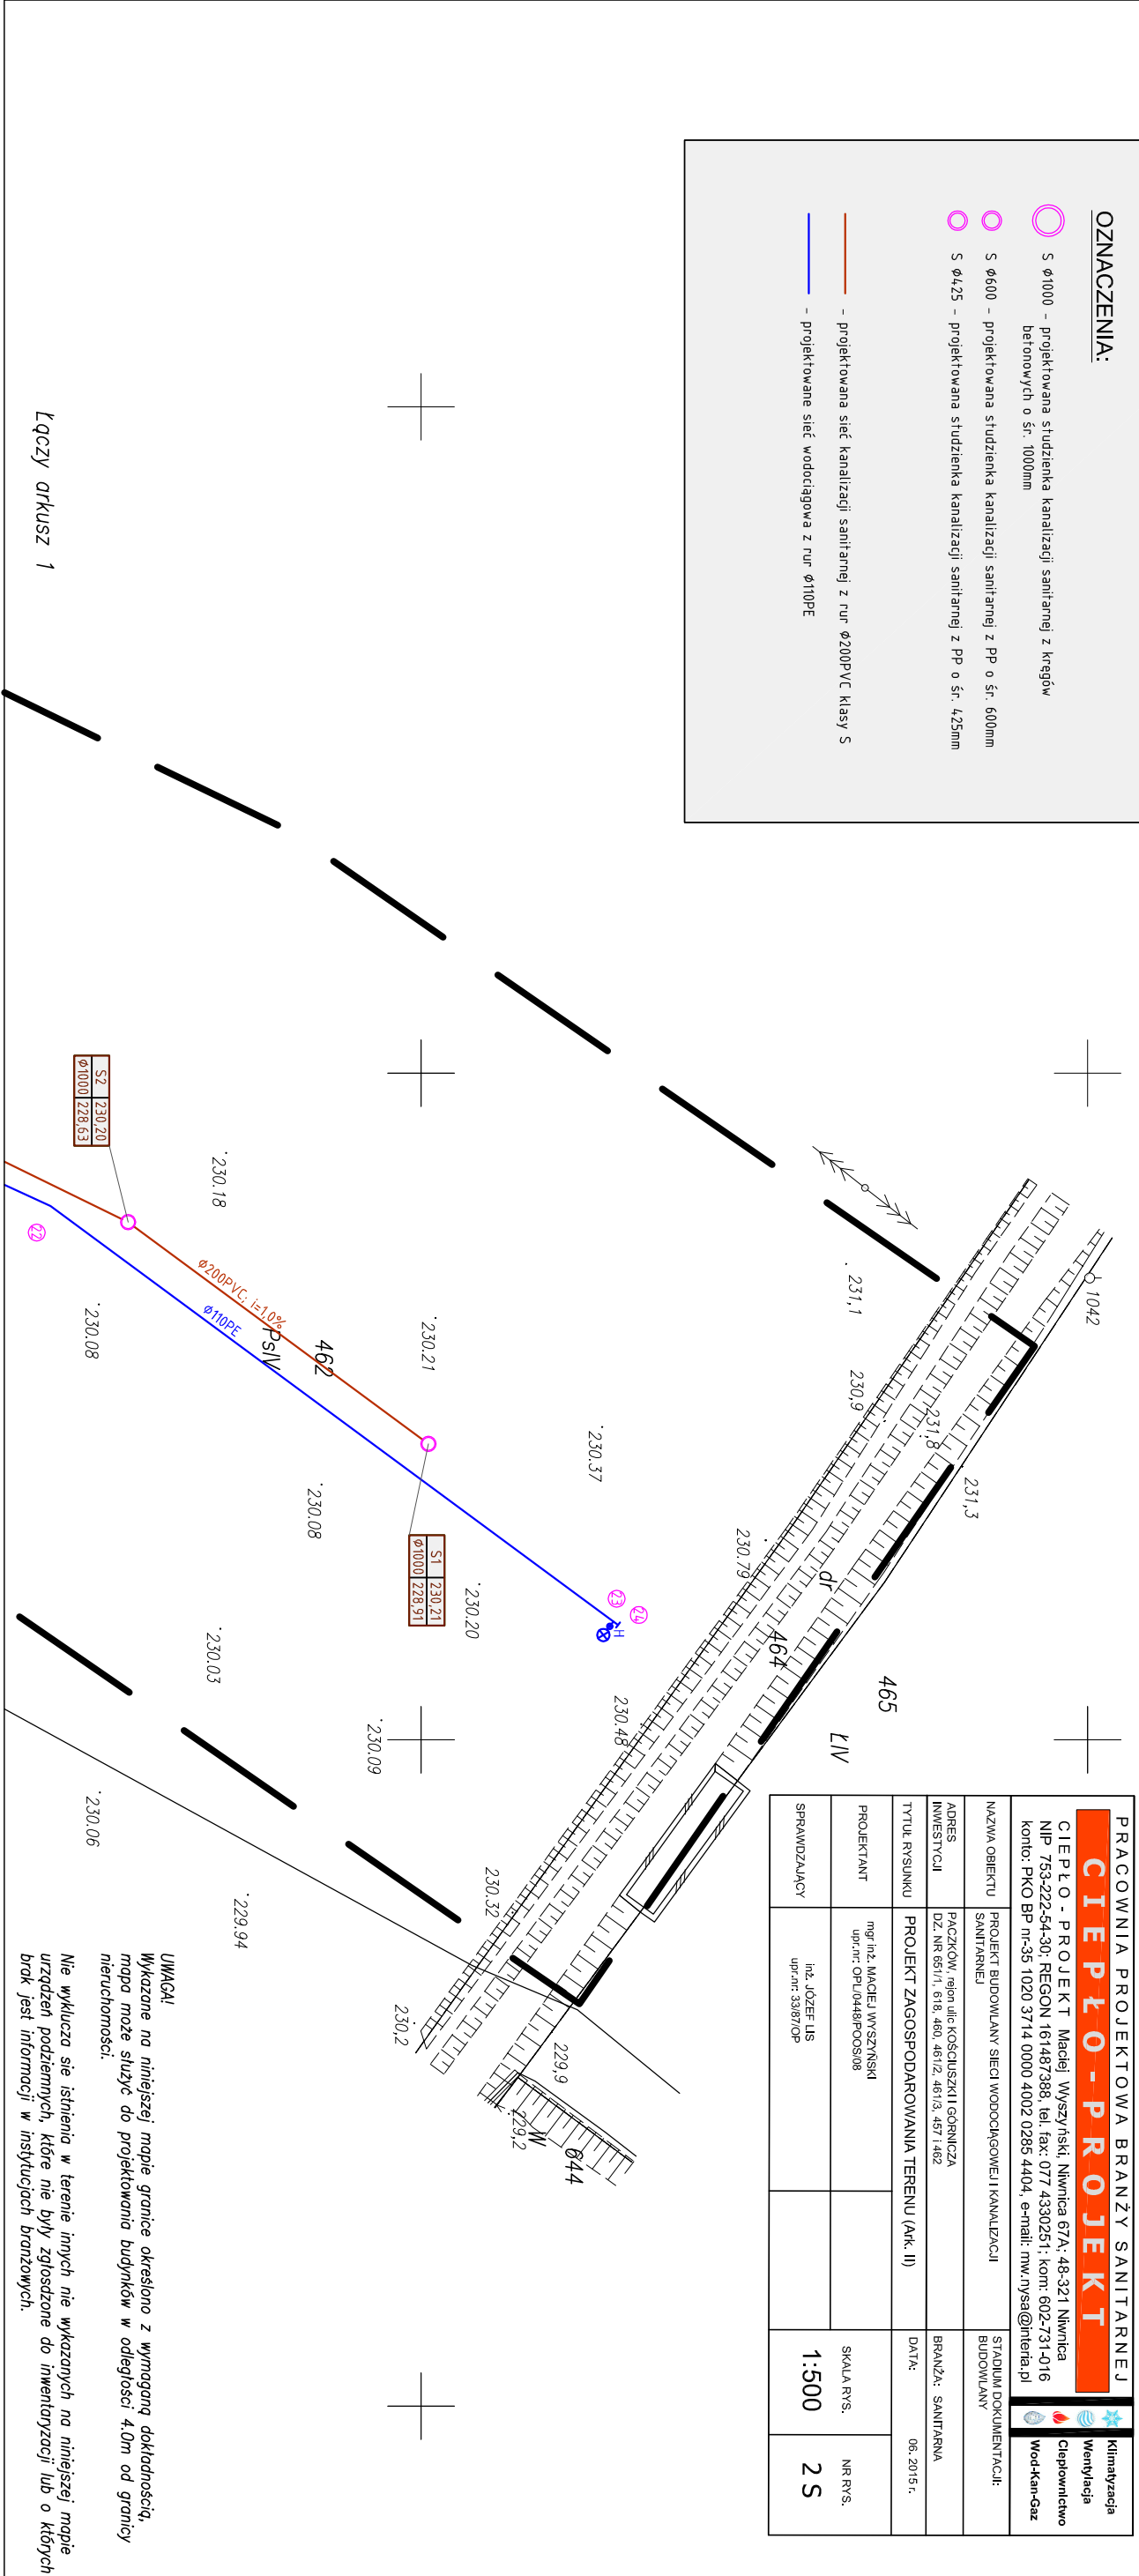 OZNACZENIA:
S ø1000 - projektowana studzienka kanalizacji sanitarnej z kręgów
betonowych o śr. 1000mm
S ø600 - projektowana studzienka kanalizacji sanitarnej z PP o śr. 600mm
S ø425 - projektowana studzienka kanalizacji sanitarnej z PP o śr. 425mm
- projektowana sieć kanalizacji sanitarnej z rur ø200PVC klasy S
- projektowane sieć wodociągowa z rur ø110PE
1042
231,1
230,9
231,8
231,3
230.79
dr
464
465
ŁIV
230.37
230.21
462
PsIV
ø200PVC; i=1,0%
ø110PE
230.18
230.08
22
S2 230,20
ø1000 228,63
230.08
S1 230,21
ø1000 228,91
230.20
23
24
H
230.48
230.03
230.09
230.06
229.94
230.32
230,2
229,9
229,2
W
644
Łączy arkusz 1
PRACOWNIA PROJEKTOWA BRANŻY SANITARNEJ
CIEPŁO-PROJEKT
CIEPŁO - PROJEKT Maciej Wyszyński, Niwnica 67A; 48-321 Niwnica
NIP 753-222-54-30; REGON 161487388, tel. fax: 077 4330251; kom: 602-731-016
konto: PKO BP nr-35 1020 3714 0000 4002 0285 4404, e-mail: mw.nysa@interia.pl
Klimatyzacja
Wentylacja
Ciepłownictwo
Wod-Kan-Gaz
NAZWA OBIEKTU
PROJEKT BUDOWLANY SIECI WODOCIĄGOWEJ I KANALIZACJI
SANITARNEJ
STADIUM DOKUMENTACJI:
BUDOWLANY
ADRES
INWESTYCJI
PACZKÓW, rejon ulic KOŚCIUSZKI I GÓRNICZA
DZ. NR 651/1, 618, 460, 461/2, 461/3, 457 i 462
BRANŻA: SANITARNA
TYTUŁ RYSUNKU
PROJEKT ZAGOSPODAROWANIA TERENU (Ark. II)
DATA: 06. 2015 r.
PROJEKTANT
mgr inż. MACIEJ WYSZYŃSKI
upr.nr: OPL/0448/POOS/08
SKALA RYS.
1:500
NR RYS.
2 S
SPRAWDZAJĄCY
inż. JÓZEF LIS
upr.nr: 33/87/OP
UWAGA!
Wykazane na niniejszej mapie granice określono z wymaganą dokładnością,
mapa może służyć do projektowania budynków w odległości 4.0m od granicy
nieruchomości.
Nie wyklucza sie istnienia w terenie innych nie wykazanych na niniejszej mapie
urządzeń podziemnych, które nie były zgłosdzone do inwentaryzacji lub o których
brak jest informacji w instytucjach branżowych.